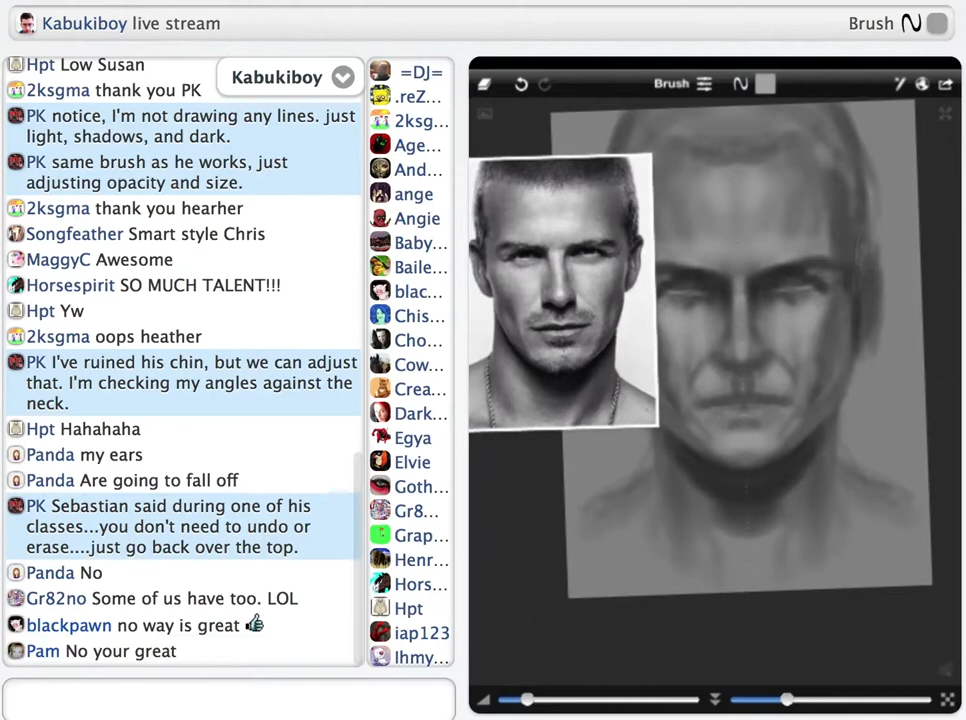 Kabukiboy live stream
Brush
Hpt Low Susan
Kabukiboy
2ksgma thank you PK
PK notice, I'm not drawing any lines. just
light, shadows, and dark.
PK same brush as he works, just
adjusting opacity and size.
2ksgma thank you hearher
Songfeather Smart style Chris
MaggyC Awesome
Horsespirit SO MUCH TALENT!!!
Hpt Yw
2ksgma oops heather
PK I've ruined his chin, but we can adjust
that. I'm checking my angles against the
neck.
Hpt Hahahaha
Panda my ears
Panda Are going to fall off
PK Sebastian said during one of his
classes...you don't need to undo or
erase....just go back over the top.
Panda No
Gr82no Some of us have too. LOL
blackpawn no way is great
Pam No your great
=DJ=
.reZ...
2ksg...
Age...
And...
ange
Angie
Baby...
Baile...
blac...
Chis...
Cho...
Cow...
Crea...
Dark...
Egya
Elvie
Goth...
Gr8...
Grap...
Henr...
Hors...
Hpt
iap123
Ihmy...
Brush